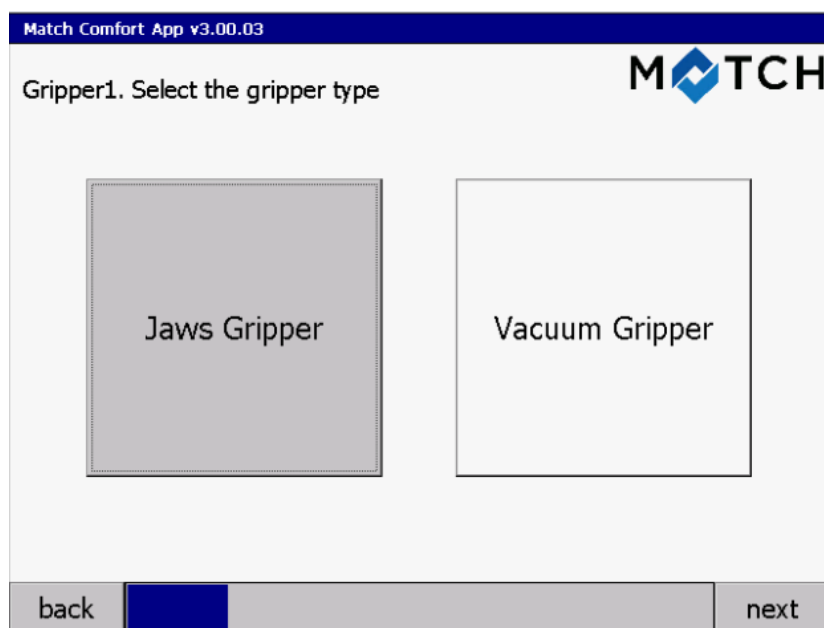 Match Comfort App v3.00.03
MATCH
Gripper1. Select the gripper type
Jaws Gripper
Vacuum Gripper
back
next